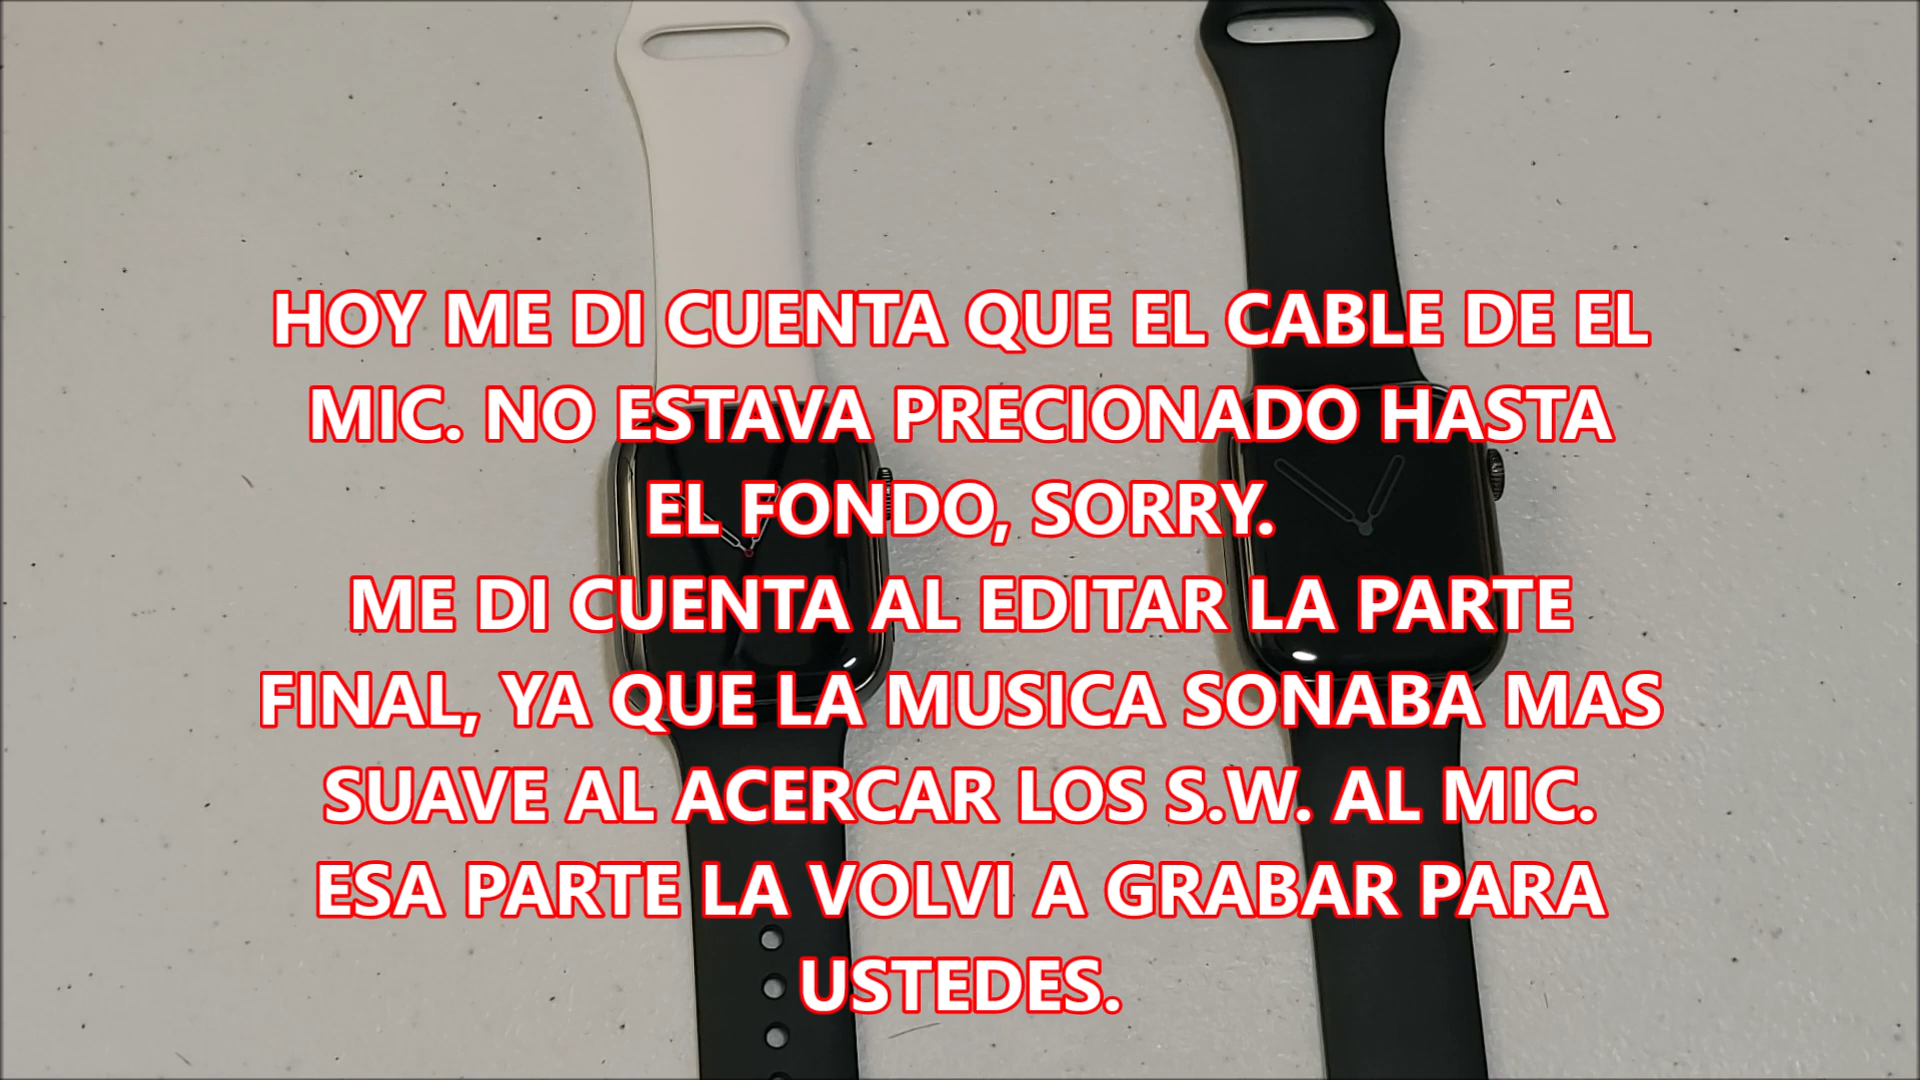 HOY ME DI CUENTA QUE EL CABLE DE EL
MIC. NO ESTAVA PRECIONADO HASTA
EL FONDO, SORRY.
ME DI CUENTA AL EDITAR LA PARTE
FINAL, YA QUE LA MUSICA SONABA MAS
SUAVE AL ACERCAR LOS S.W. AL MIC.
ESA PARTE LA VOLVI A GRABAR PARA
USTEDES.